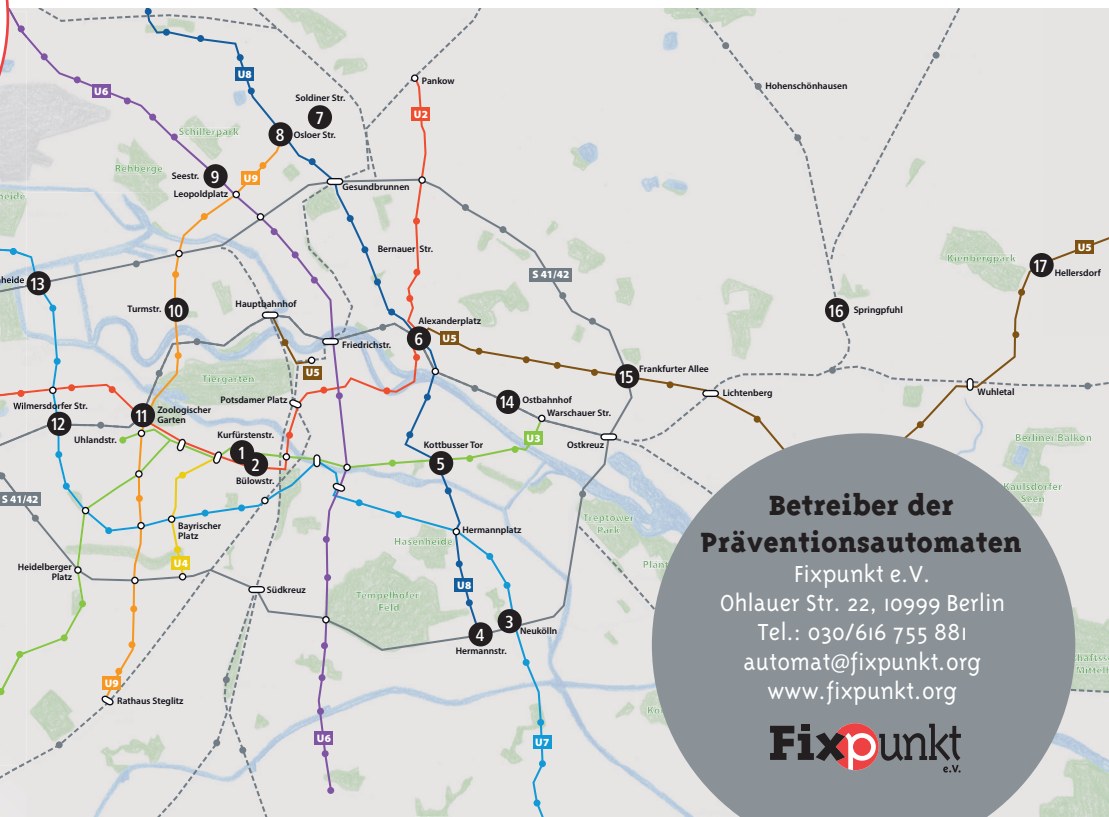 Pankow
U8
U6
U2
Hohenschönhausen
Soldiner Str.
7
Schillerpark
8
Osloer Str.
Rehberge
Seestr.
9
U9
Leopoldplatz
Gesundbrunnen
Bernauer Str.
S 41/42
Kienbergpark
U5
17
Hellersdorf
13
Hauptbahnhof
Turmstr.
10
Alexanderplatz
6
U5
Friedrichstr.
16
Springpfuhl
U5
Tiergarten
Potsdamer Platz
15
Frankfurter Allee
Lichtenberg
Wuhletal
14
Ostbahnhof
Warschauer Str.
Wilmersdorfer Str.
12
11
Zoologischer
Garten
Uhlandstr.
Kurfürstenstr.
1
2
Bülowstr.
Kottbusser Tor
5
U3
Ostkreuz
Berliner Balkon
Kaulsdorfer
Seen
S 41/42
Bayrischer
Platz
U4
Hermannplatz
Hasenheide
Treptower
Park
Heidelberger
Platz
Südkreuz
Tempelhofer
Feld
U8
4
Hermannstr.
3
Neukölln
U9
Rathaus Steglitz
U6
U7
Betreiber der
Präventionsautomaten
Fixpunkt e.V.
Ohlauer Str. 22, 10999 Berlin
Tel.: 030/616 755 881
automat@fixpunkt.org
www.fixpunkt.org
Fixpunkt
e.V.